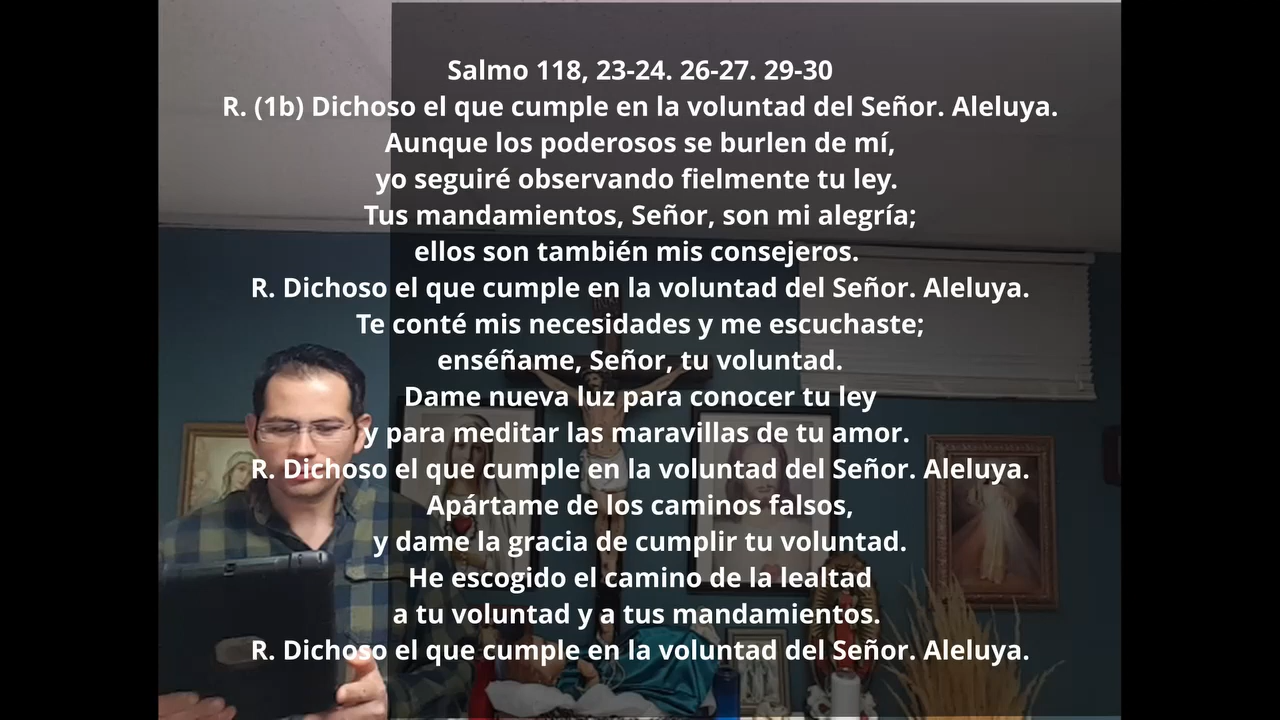 Salmo 118, 23-24. 26-27. 29-30
R. (1b) Dichoso el que cumple en la voluntad del Señor. Aleluya.
Aunque los poderosos se burlen de mí,
yo seguiré observando fielmente tu ley.
Tus mandamientos, Señor, son mi alegría;
ellos son también mis consejeros.
R. Dichoso el que cumple en la voluntad del Señor. Aleluya.
Te conté mis necesidades y me escuchaste;
enséñame, Señor, tu voluntad.
Dame nueva luz para conocer tu ley
y para meditar las maravillas de tu amor.
R. Dichoso el que cumple en la voluntad del Señor. Aleluya.
Apártame de los caminos falsos,
y dame la gracia de cumplir tu voluntad.
He escogido el camino de la lealtad
a tu voluntad y a tus mandamientos.
R. Dichoso el que cumple en la voluntad del Señor. Aleluya.